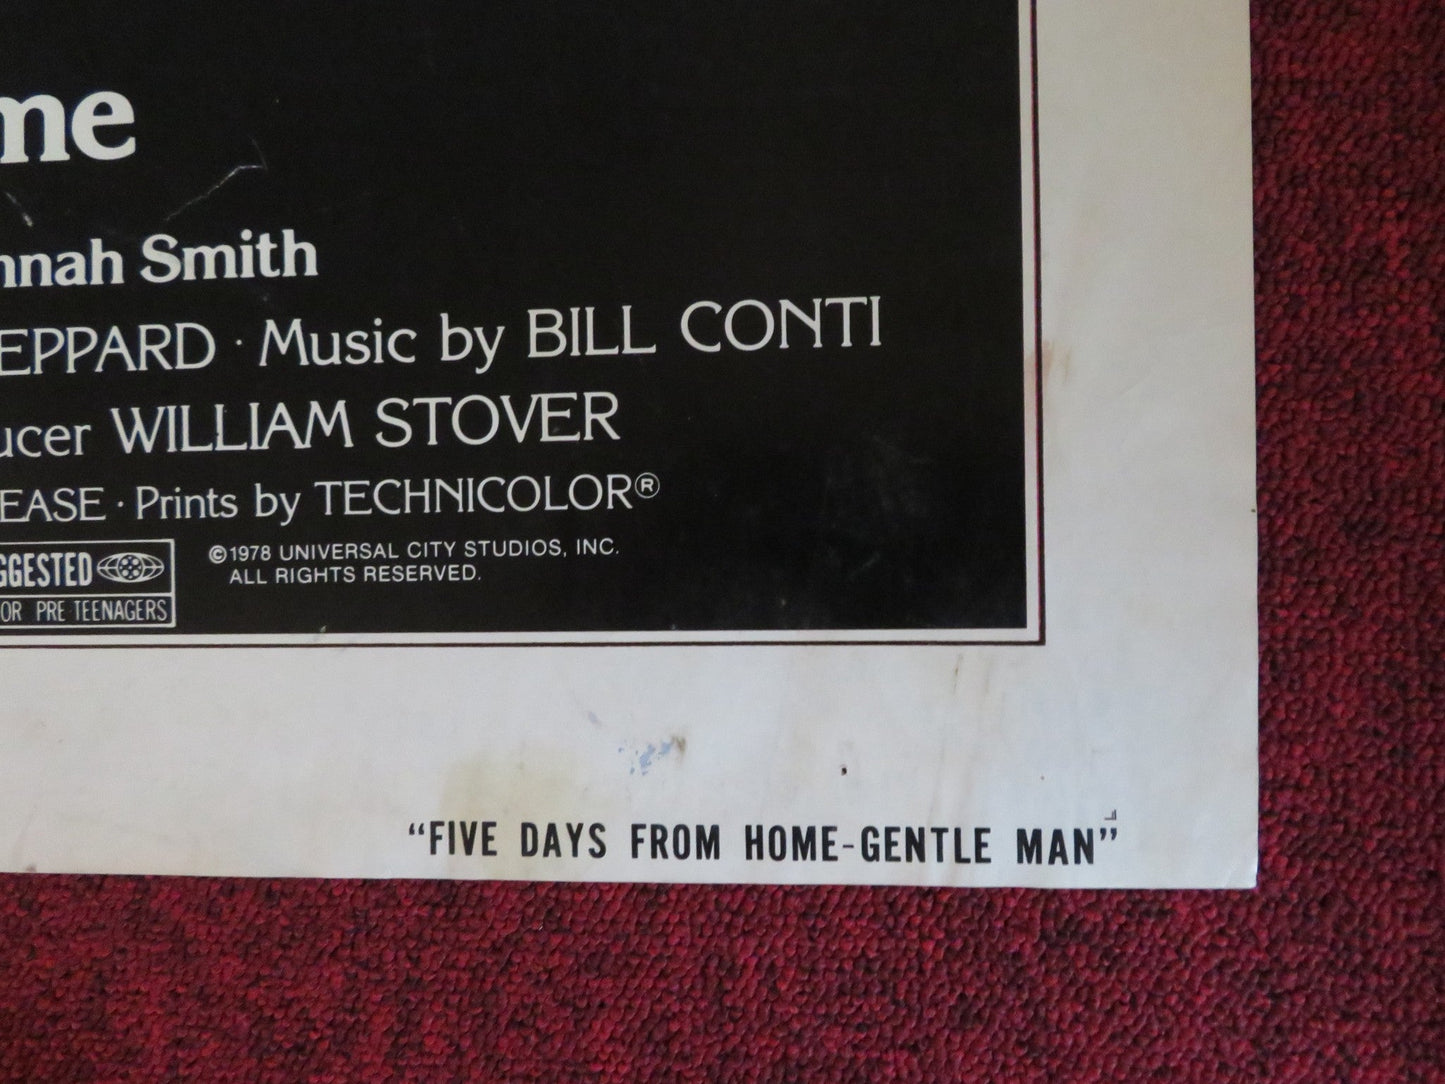 me
nnah Smith
EPPARD · Music by BILL CONTI
ucer WILLIAM STOVER
EASE · Prints by TECHNICOLOR®
GGESTED
OR PRE-TEENAGERS
©1978 UNIVERSAL CITY STUDIOS, INC.
ALL RIGHTS RESERVED.
“FIVE DAYS FROM HOME-GENTLE MAN”